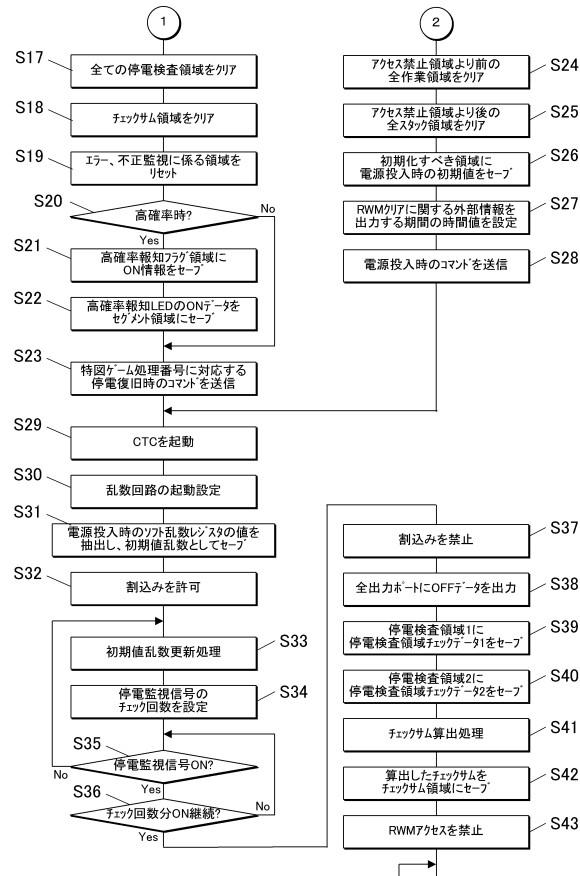 1
S17
全ての停電検査領域をクリア
S18
チェックサム領域をクリア
S19
エラー、不正監視に係る領域を
リセット
S20
高確率時?
No
Yes
S21
高確率報知フラグ領域に
ON情報をセーブ
S22
高確率報知LEDのONデータを
セグメント領域にセーブ
S23
特図ゲーム処理番号に対応する
停電復旧時のコマンドを送信
2
アクセス禁止領域より前の
全作業領域をクリア
S24
アクセス禁止領域より後の
全スタック領域をクリア
S25
初期化すべき領域に
電源投入時の初期値をセーブ
S26
RWMクリアに関する外部情報を
出力する期間の時間値を設定
S27
電源投入時のコマンドを送信
S28
S29
CTCを起動
S30
乱数回路の起動設定
S31
電源投入時のソフト乱数レジスタの値を
抽出し、初期値乱数としてセーブ
S32
割込みを許可
初期値乱数更新処理
S33
停電監視信号の
チェック回数を設定
S34
S35
停電監視信号ON?
No
Yes
S36
チェック回数分ON継続?
No
Yes
割込みを禁止
S37
全出力ポートにOFFデータを出力
S38
停電検査領域1に
停電検査領域チェックデータ1をセーブ
S39
停電検査領域2に
停電検査領域チェックデータ2をセーブ
S40
チェックサム算出処理
S41
算出したチェックサムを
チェックサム領域にセーブ
S42
RWMアクセスを禁止
S43